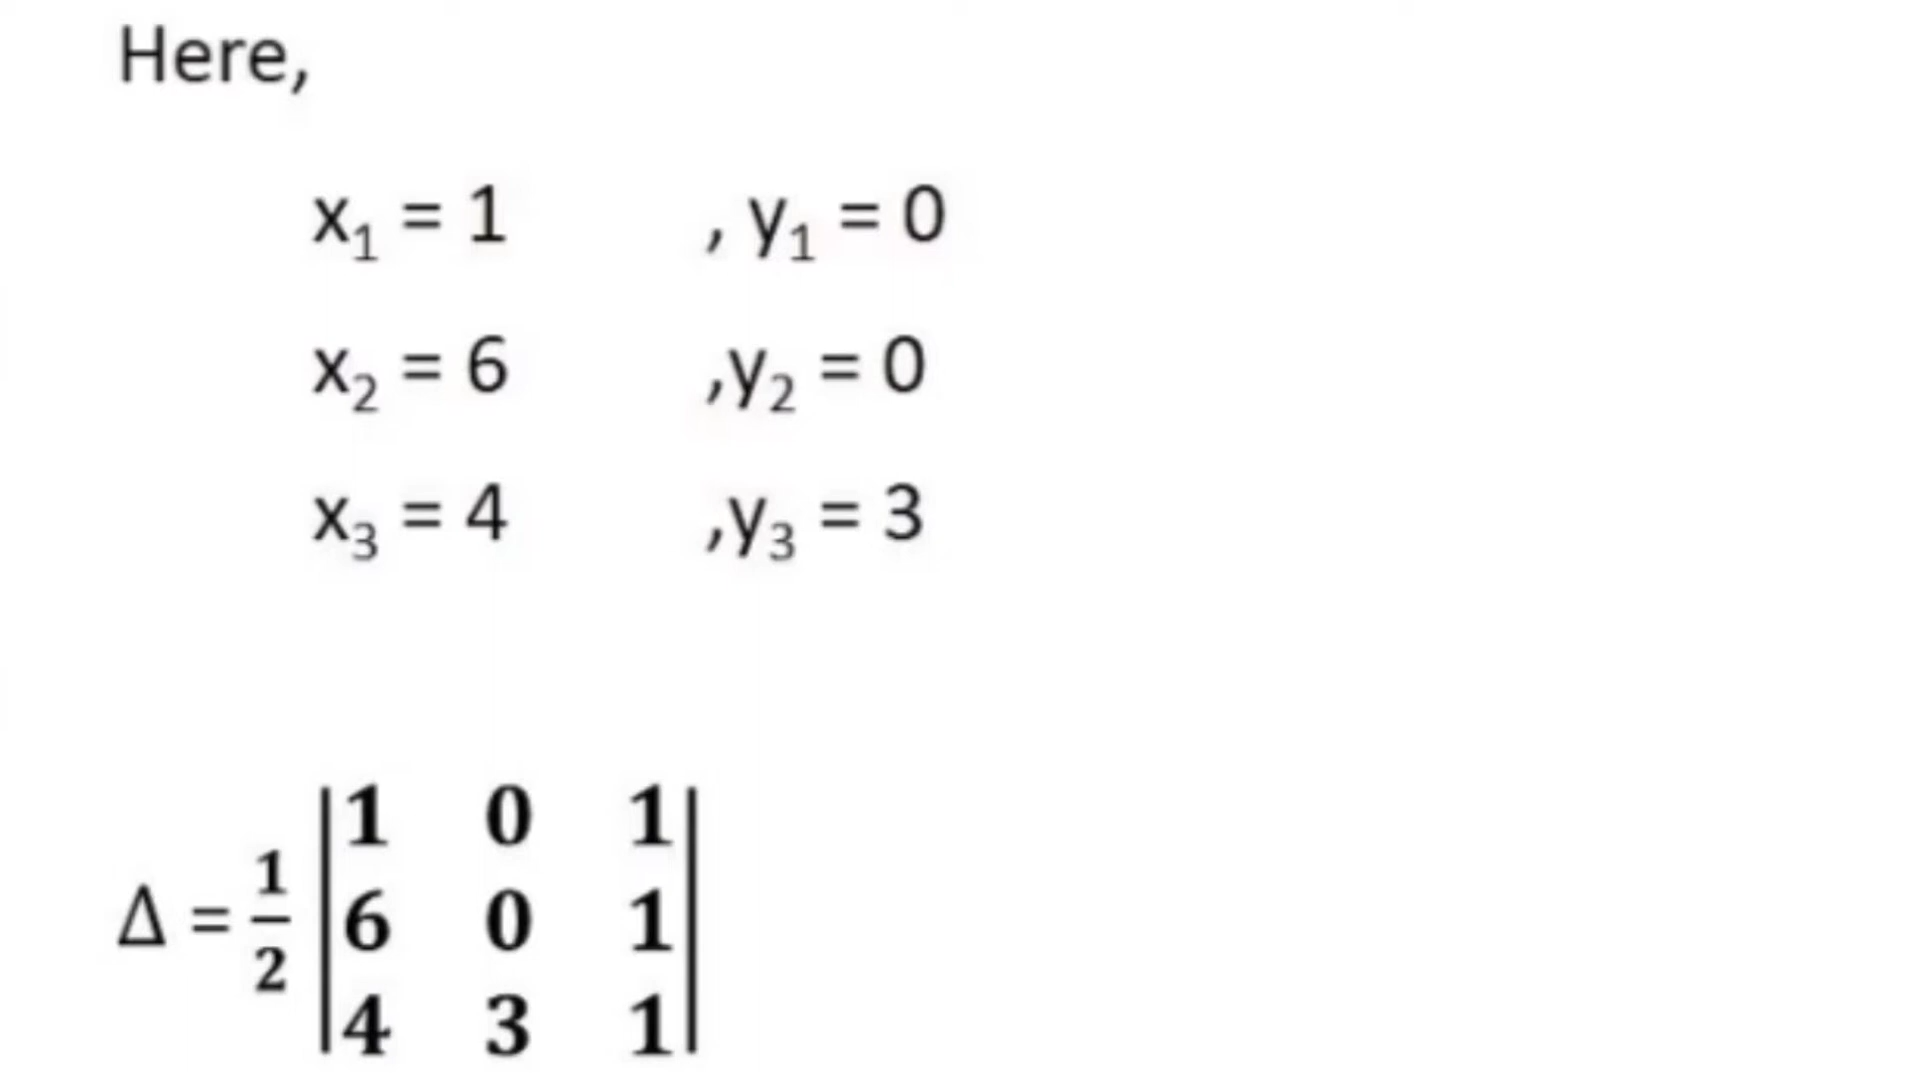 Here,
x₁ = 1 , y₁ = 0
x₂ = 6 ,y₂ = 0
x₃ = 4 ,y₃ = 3
Δ = 1/2 |1 0 1|
|6 0 1|
|4 3 1|